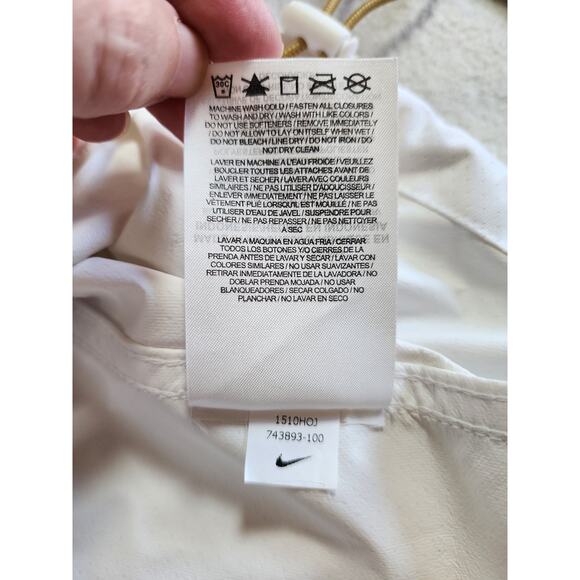 30C
MACHINE WASH COLD / FASTEN ALL CLOSURES
TO WASH AND DRY / WASH WITH LIKE COLORS /
DO NOT USE SOFTENERS / REMOVE IMMEDIATELY
/ DO NOT ALLOW TO LAY ON ITSELF WHEN WET /
DO NOT BLEACH / LINE DRY / DO NOT IRON / DO
NOT DRY CLEAN
LAVER EN MACHINE A L'EAU FROIDE / VEUILLEZ
BOUCLER TOUTES LES ATTACHES AVANT DE
LAVER ET SECHER / LAVER AVEC COULEURS
SIMILAIRES / NE PAS UTILISER D'ADOUCISSEUR /
ENLEVER IMMEDIATEMENT / NE PAS LAISSER LE
VÊTEMENT PLIÉ LORSQU'IL EST MOUILLÉ / NE PAS
UTILISER D'EAU DE JAVEL / SUSPENDRE POUR
SECHER / NE PAS REPASSER / NE PAS NETTOYER
A SEC
LAVAR A MAQUINA EN AGUA FRIA / CERRAR
TODOS LOS BOTONES Y/O CIERRES DE LA
PRENDA ANTES DE LAVAR Y SECAR / LAVAR CON
COLORES SIMILARES / NO USAR SUAVIZANTES /
RETIRAR INMEDIATAMENTE DE LA LAVADORA / NO
DOBLAR PRENDA MOJADA / NO USAR
BLANQUEADORES / SECAR COLGADO / NO
PLANCHAR / NO LAVAR EN SECO
1510HOJ
743893-100